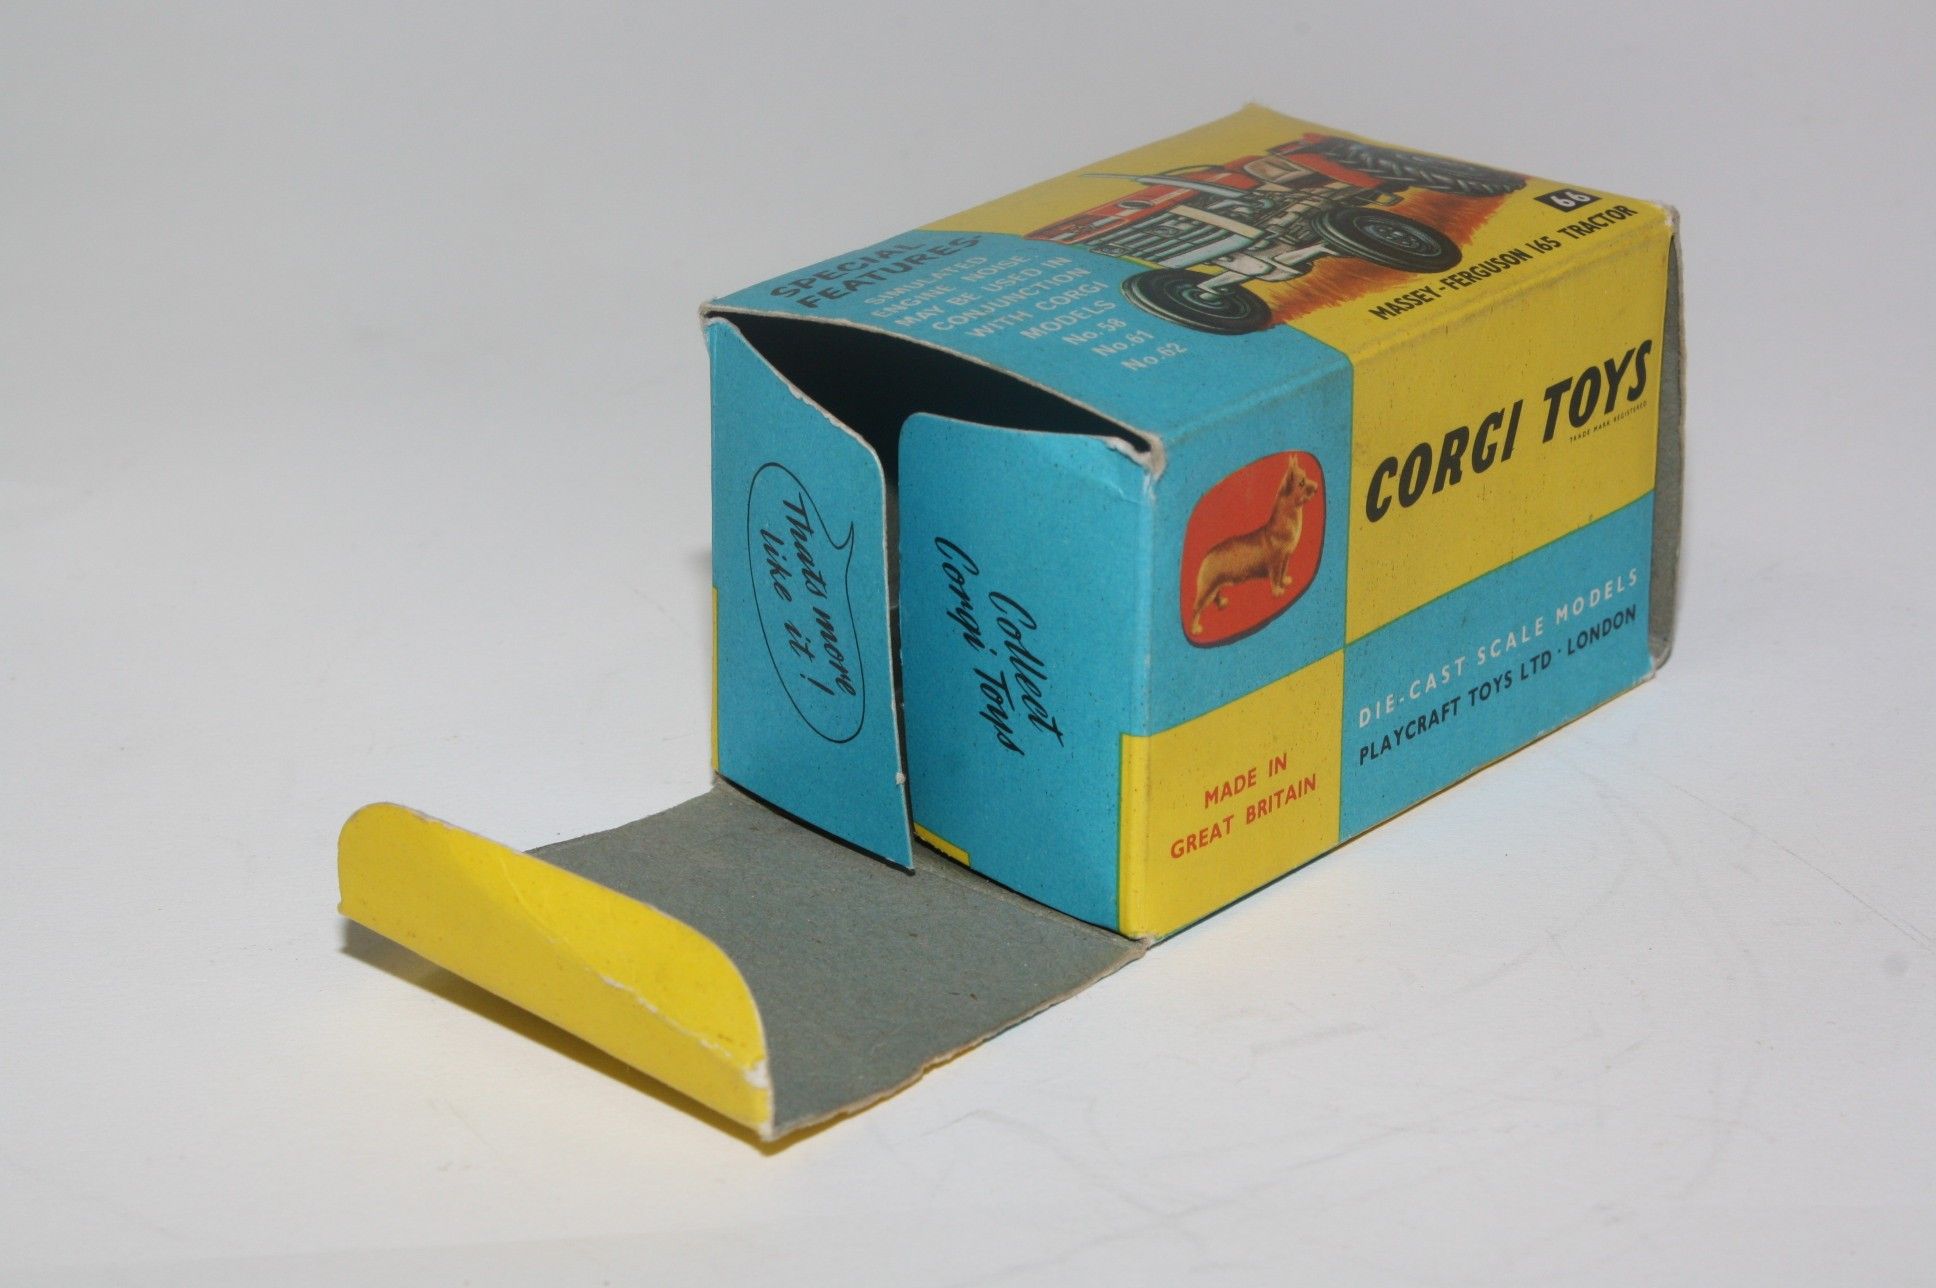 SPECIAL
FEATURES·
SIMULATED
ENGINE NOISE
MAY BE USED IN
CONJUNCTION
WITH CORGI
MODELS
No.58
No.61
No.62
66
MASSEY-FERGUSON 165 TRACTOR
CORGI TOYS
TRADE MARK REGISTERED
DIE-CAST SCALE MODELS
PLAYCRAFT TOYS LTD · LONDON
MADE IN
GREAT BRITAIN
Thats more
like it!
Collect
Corgi Toys